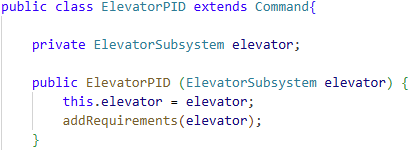 public class ElevatorPID extends Command{
private ElevatorSubsystem elevator;
public ElevatorPID (ElevatorSubsystem elevator) {
this.elevator = elevator;
addRequirements(elevator);
}